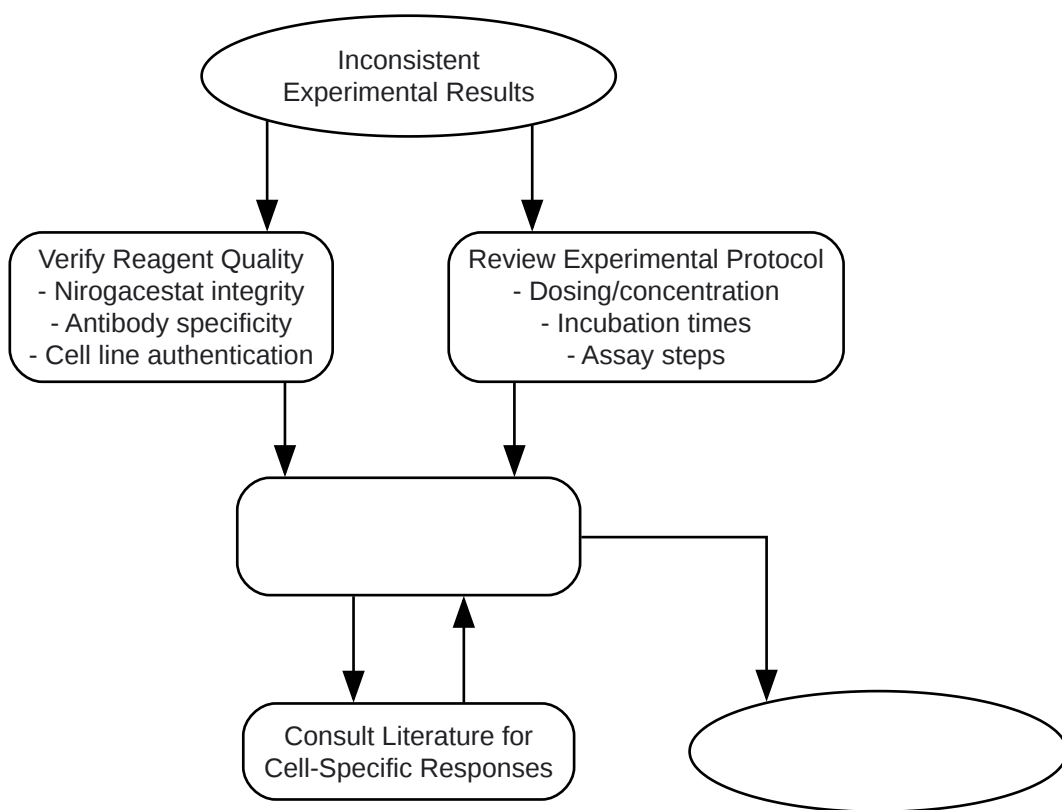 Inconsistent
Experimental Results
Verify Reagent Quality
- Nirogacestat integrity
- Antibody specificity
- Cell line authentication
Review Experimental Protocol
- Dosing/concentration
- Incubation times
- Assay steps
Consult Literature for
Cell-Specific Responses